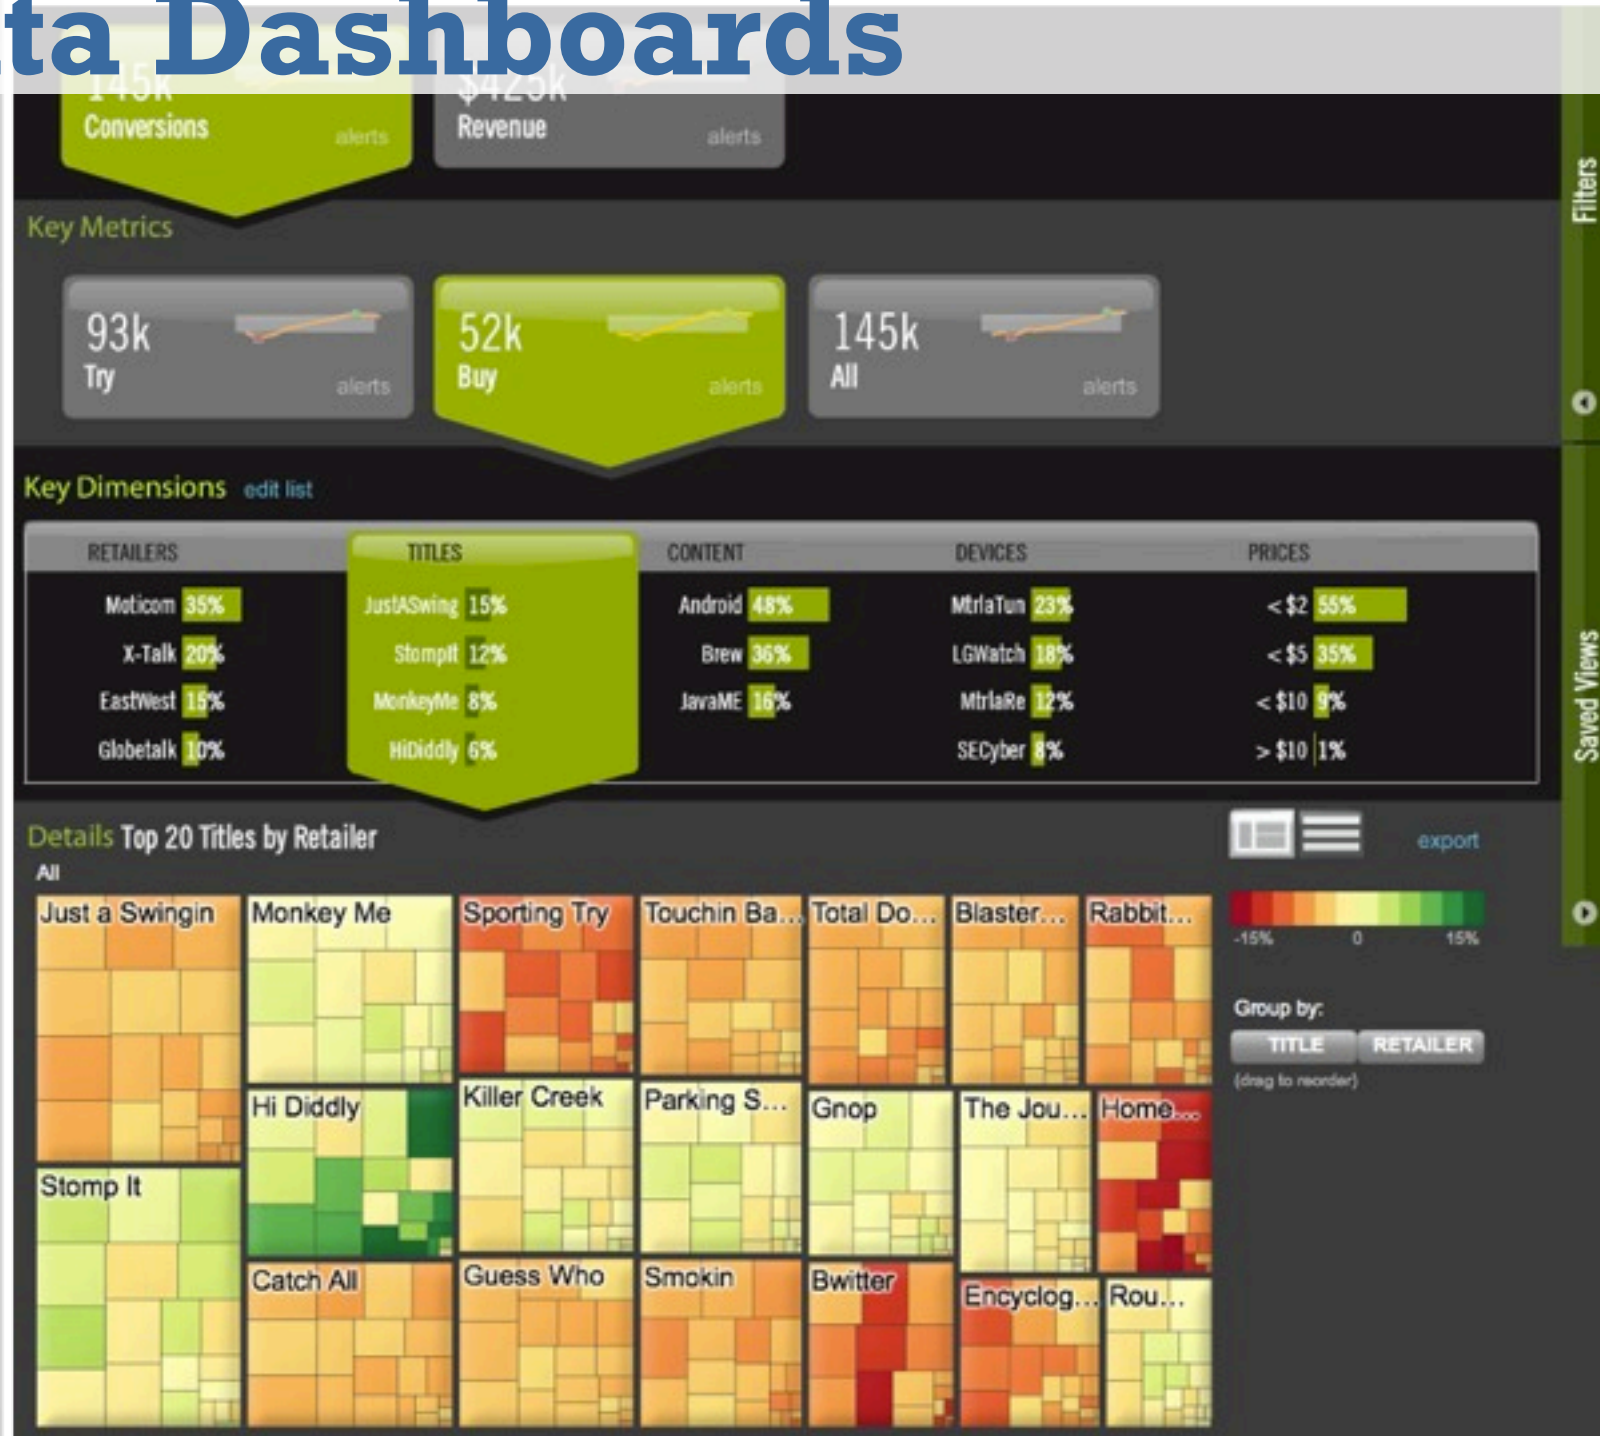 ta Dashboards
145k
Conversions
alerts
$425k
Revenue
alerts
Filters
Key Metrics
93k
Try
alerts
52k
Buy
alerts
145k
All
alerts
Key Dimensions edit list
RETAILERS TITLES CONTENT DEVICES PRICES
Moticom 35% JustASwing 15% Android 48% MtrlaTun 23% < $2 55%
X-Talk 20% StompIt 12% Brew 36% LGWatch 18% < $5 35%
EastWest 15% MonkeyMe 8% JavaME 16% MtrlaRe 12% < $10 9%
Globetalk 10% HiDiddly 6% SECyber 8% > $10 1%
Saved Views
Details Top 20 Titles by Retailer
export
All
Just a Swingin Monkey Me Sporting Try Touchin Ba... Total Do... Blaster... Rabbit...
-15% 0 15%
Group by:
TITLE RETAILER
(drag to reorder)
Hi Diddly Killer Creek Parking S... Gnop The Jou... Home...
Stomp It
Catch All Guess Who Smokin Bwitter Encyclog... Rou...